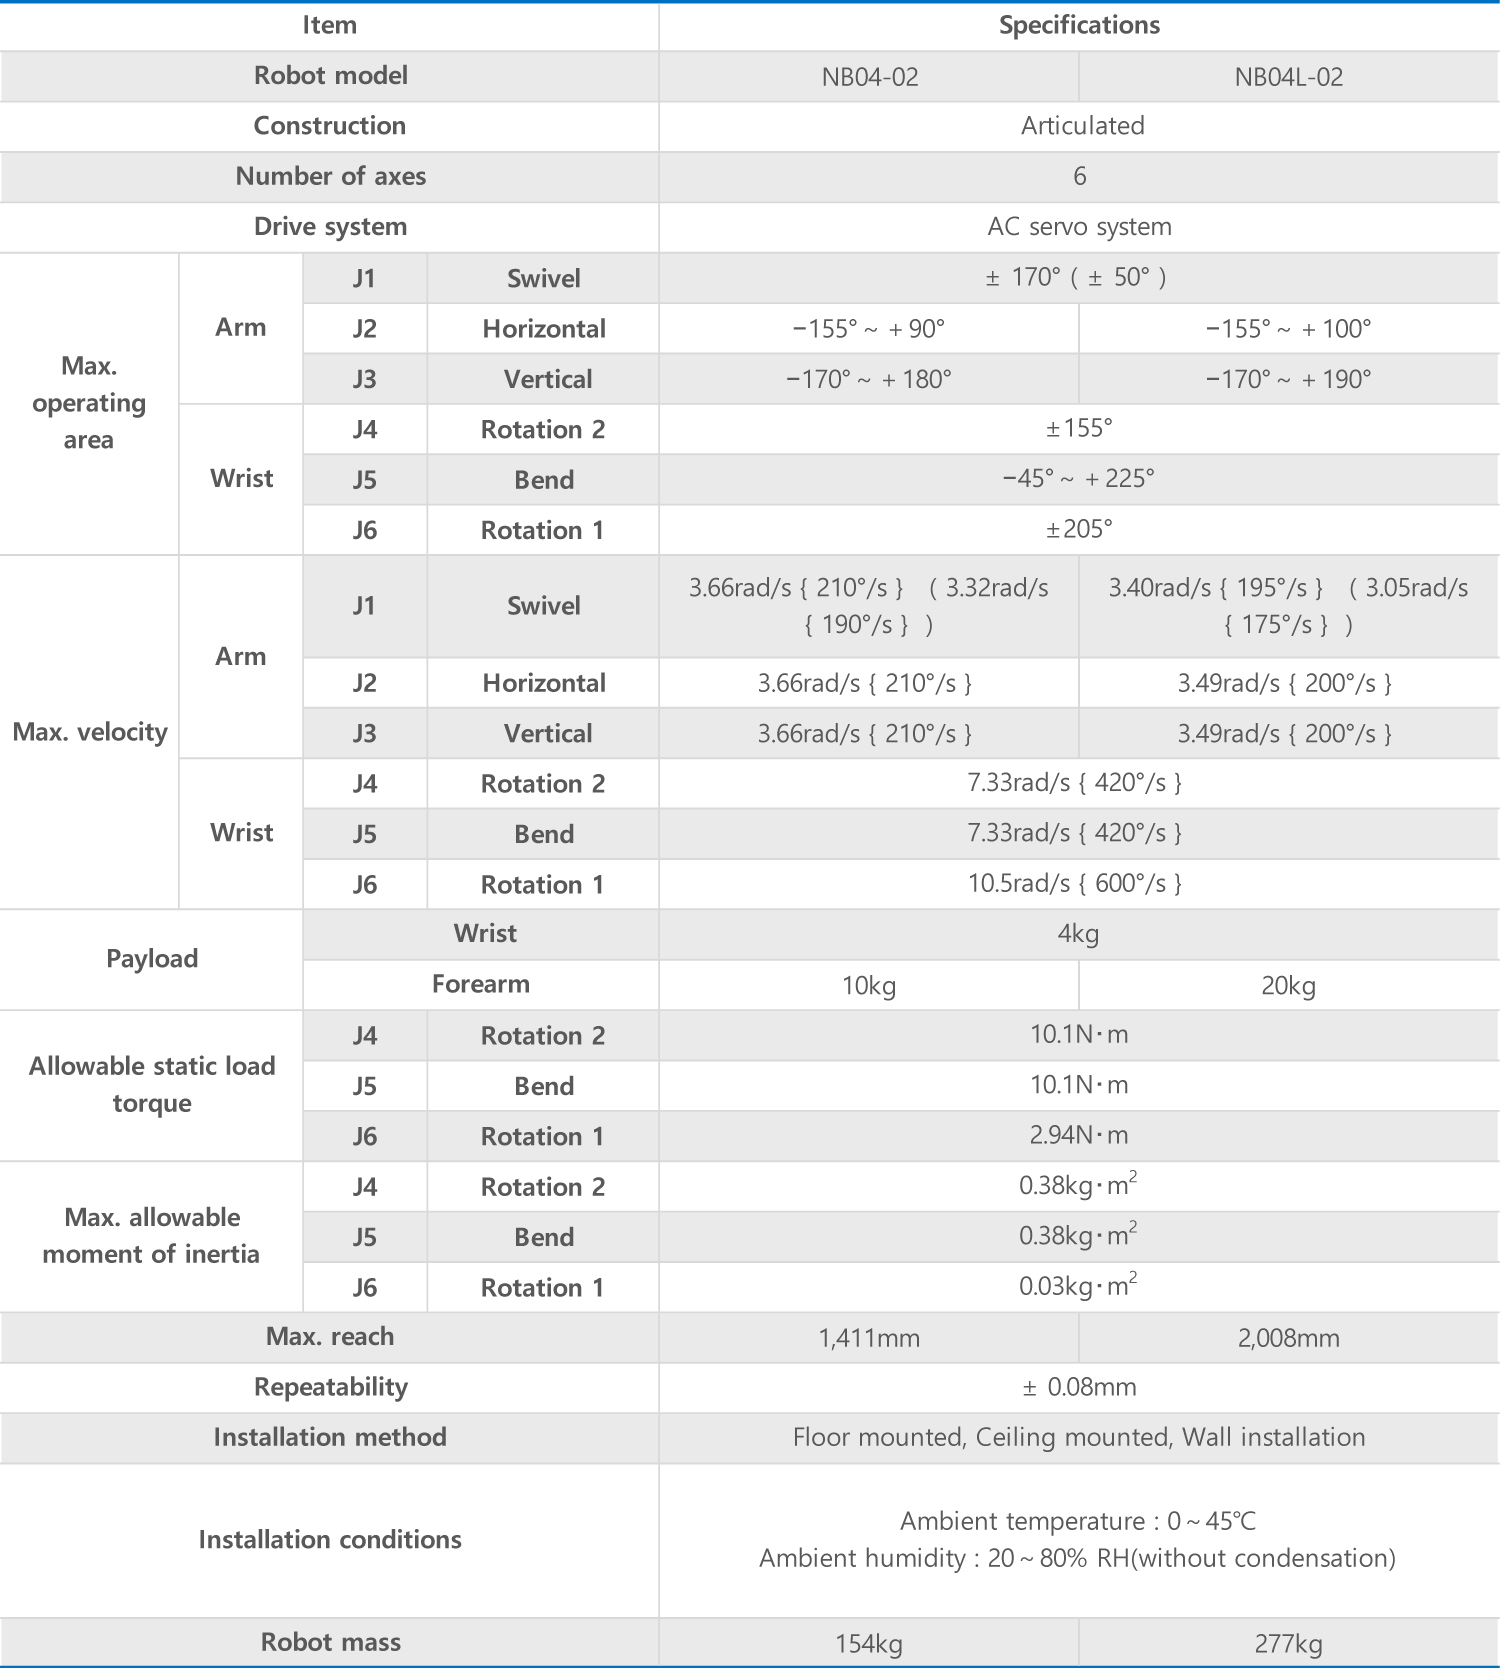 Item Specifications
Robot model NB04-02 NB04L-02
Construction Articulated
Number of axes 6
Drive system AC servo system
Max. operating area Arm J1 Swivel ± 170° ( ± 50° )
J2 Horizontal −155° ~ + 90° −155° ~ + 100°
J3 Vertical −170° ~ + 180° −170° ~ + 190°
Wrist J4 Rotation 2 ±155°
J5 Bend −45° ~ + 225°
J6 Rotation 1 ±205°
Max. velocity Arm J1 Swivel 3.66rad/s { 210°/s } ( 3.32rad/s { 190°/s } ) 3.40rad/s { 195°/s } ( 3.05rad/s { 175°/s } )
J2 Horizontal 3.66rad/s { 210°/s } 3.49rad/s { 200°/s }
J3 Vertical 3.66rad/s { 210°/s } 3.49rad/s { 200°/s }
Wrist J4 Rotation 2 7.33rad/s { 420°/s }
J5 Bend 7.33rad/s { 420°/s }
J6 Rotation 1 10.5rad/s { 600°/s }
Payload Wrist 4kg
Forearm 10kg 20kg
Allowable static load torque J4 Rotation 2 10.1N·m
J5 Bend 10.1N·m
J6 Rotation 1 2.94N·m
Max. allowable moment of inertia J4 Rotation 2 0.38kg·m²
J5 Bend 0.38kg·m²
J6 Rotation 1 0.03kg·m²
Max. reach 1,411mm 2,008mm
Repeatability ± 0.08mm
Installation method Floor mounted, Ceiling mounted, Wall installation
Installation conditions Ambient temperature : 0 ~ 45℃
Ambient humidity : 20 ~ 80% RH(without condensation)
Robot mass 154kg 277kg